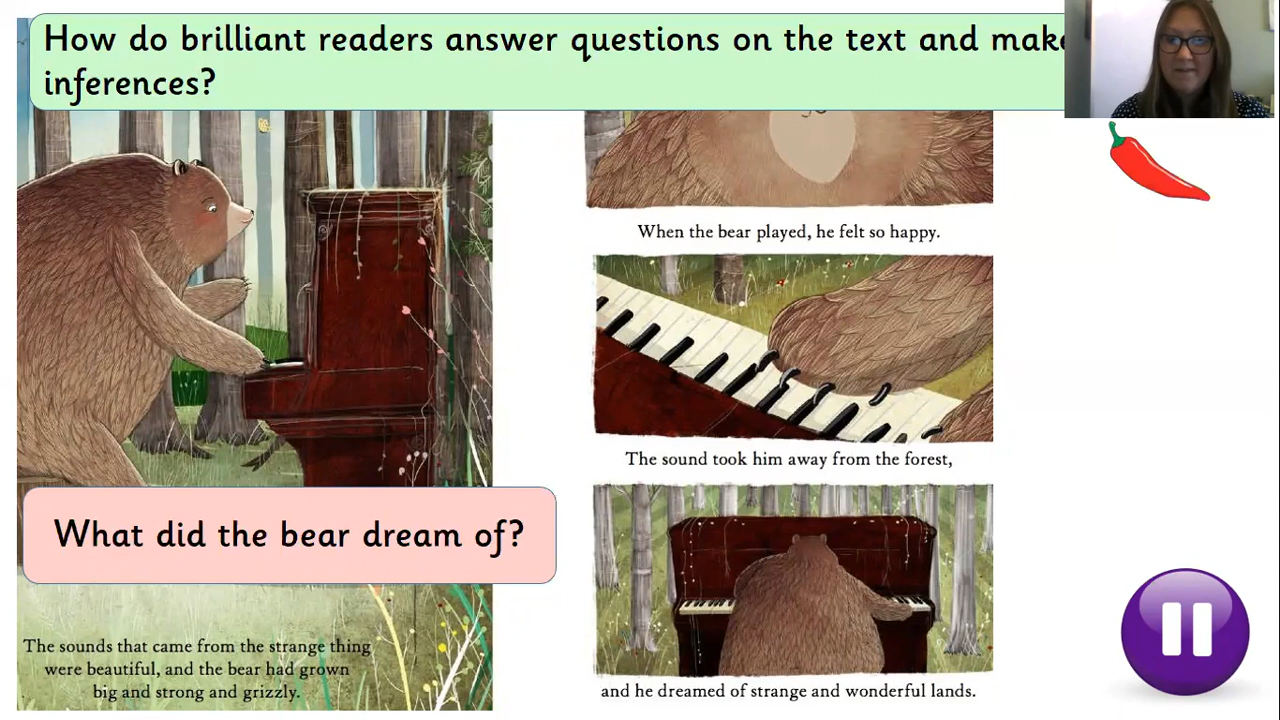 How do brilliant readers answer questions on the text and make
inferences?
What did the bear dream of?
The sounds that came from the strange thing
were beautiful, and the bear had grown
big and strong and grizzly.
When the bear played, he felt so happy.
The sound took him away from the forest,
and he dreamed of strange and wonderful lands.